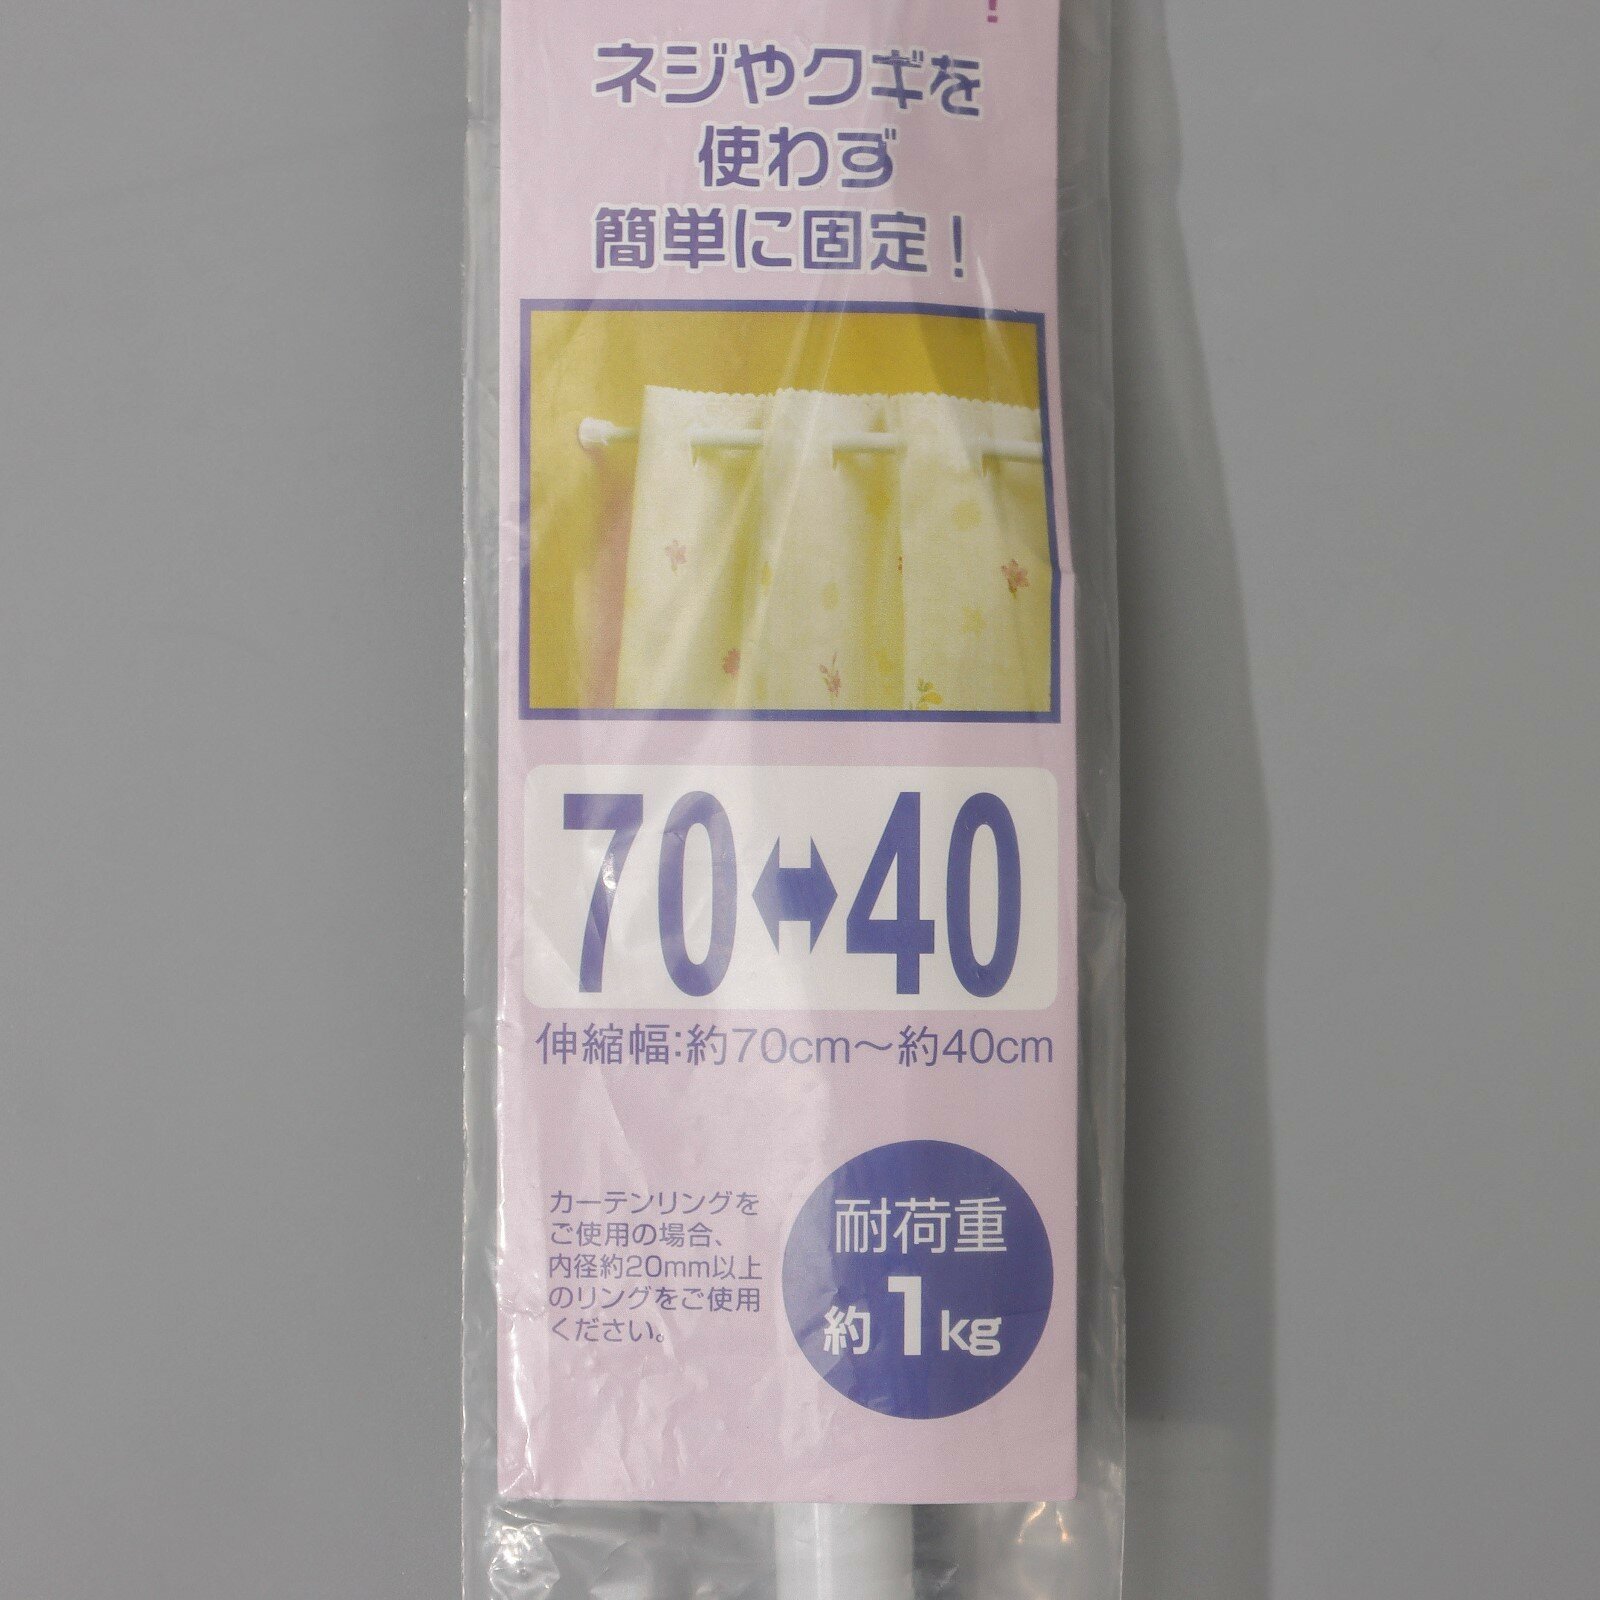 ！
ネジやクギを
使わず
簡単に固定！
70↔40
伸縮幅:約70cm～約40cm
カーテンリングを
ご使用の場合、
内径約20mm以上
のリングをご使用
ください。
耐荷重
約1kg